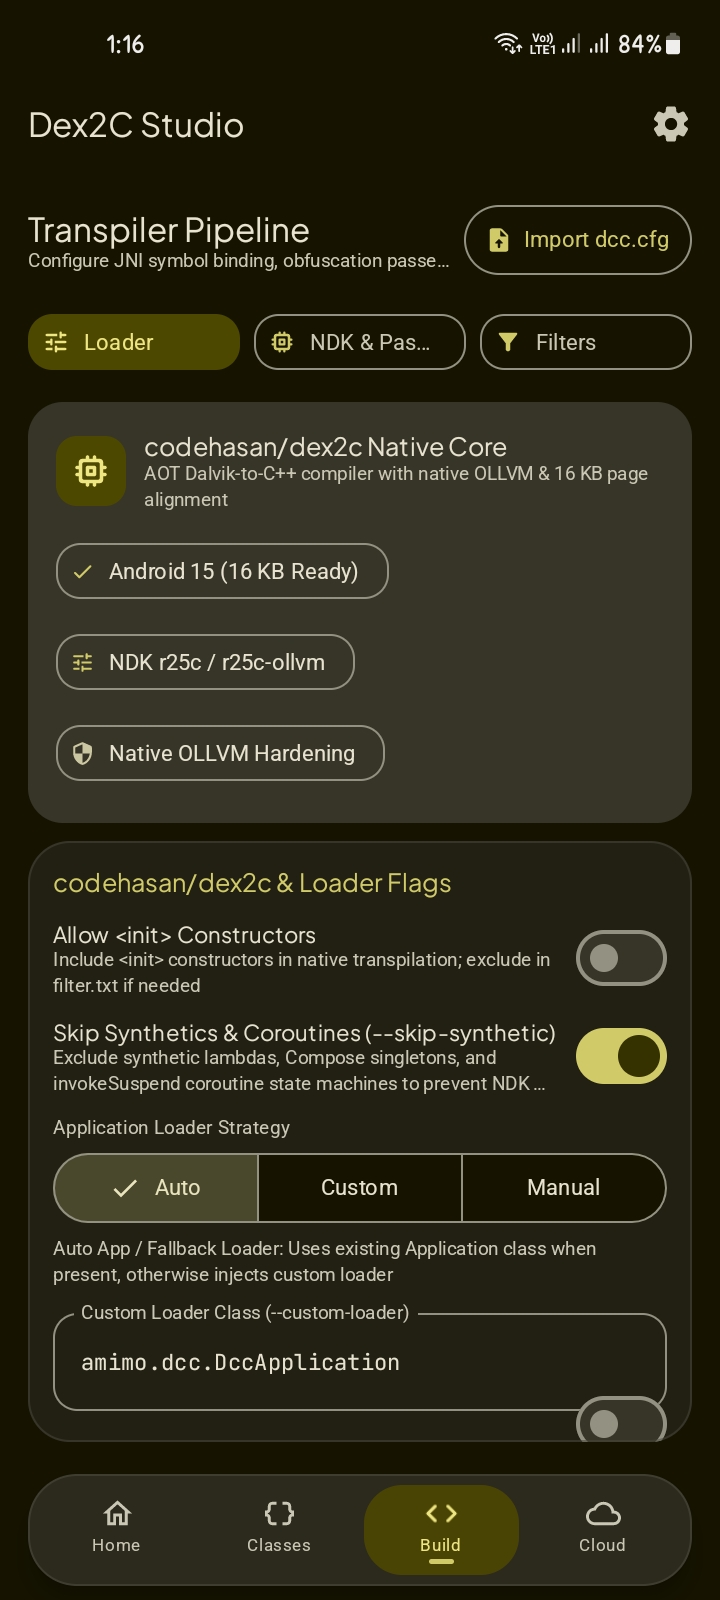 1:16
Vo))
LTE1
84%
Dex2C Studio
Transpiler Pipeline
Configure JNI symbol binding, obfuscation passe...
Import dcc.cfg
Loader
NDK & Pas...
Filters
codehasan/dex2c Native Core
AOT Dalvik-to-C++ compiler with native OLLVM & 16 KB page
alignment
Android 15 (16 KB Ready)
NDK r25c / r25c-ollvm
Native OLLVM Hardening
codehasan/dex2c & Loader Flags
Allow <init> Constructors
Include <init> constructors in native transpilation; exclude in
filter.txt if needed
Skip Synthetics & Coroutines (--skip-synthetic)
Exclude synthetic lambdas, Compose singletons, and
invokeSuspend coroutine state machines to prevent NDK ...
Application Loader Strategy
Auto
Custom
Manual
Auto App / Fallback Loader: Uses existing Application class when
present, otherwise injects custom loader
Custom Loader Class (--custom-loader)
amimo.dcc.DccApplication
Home
Classes
Build
Cloud